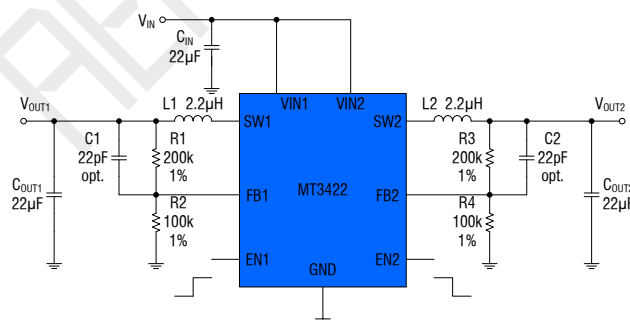 VIN
CIN
22µF
VOUT1
L1 2.2µH
VIN1
VIN2
L2 2.2µH
VOUT2
SW1
SW2
C1
22pF
opt.
R1
200k
1%
R3
200k
1%
C2
22pF
opt.
COUT1
22µF
FB1
MT3422
FB2
COUT2
22µF
R2
100k
1%
R4
100k
1%
EN1
EN2
GND